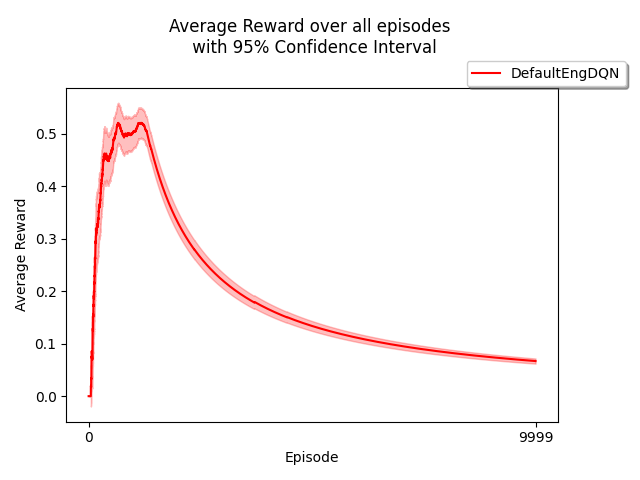 Average Reward over all episodes
with 95% Confidence Interval
DefaultEngDQN
0.5
0.4
0.3
0.2
0.1
0.0
Average Reward
0 9999
Episode